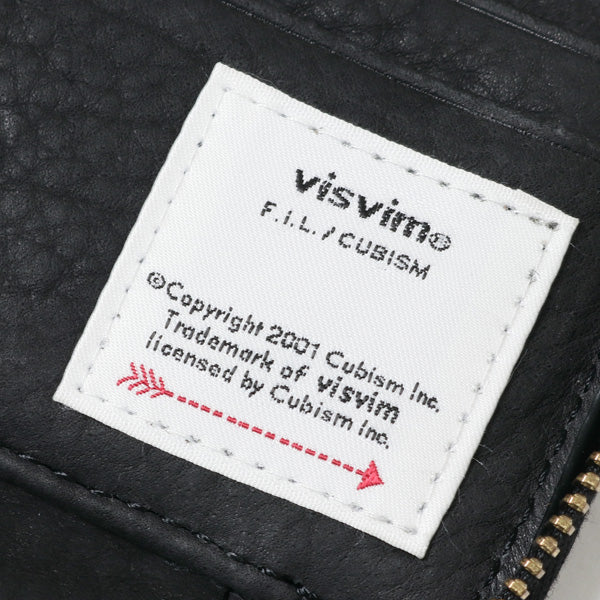 visvim®
F.I.L. / CUBISM
©Copyright 2001 Cubism Inc.
Trademark of visvim
licensed by Cubism Inc.